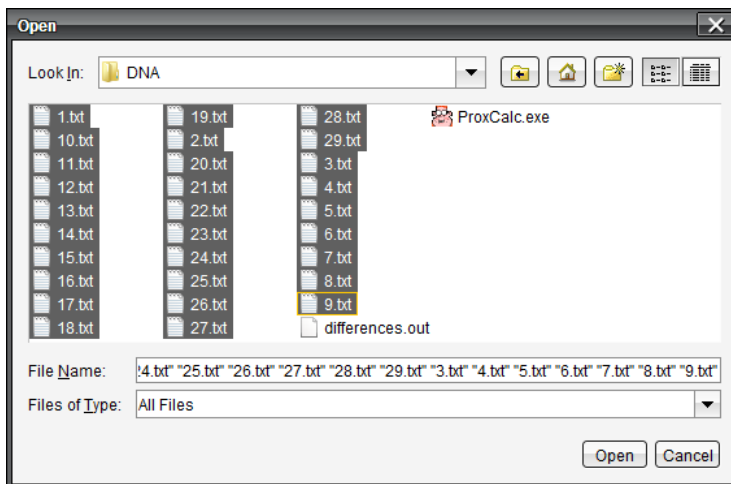 Open
Look In: DNA
1.txt
10.txt
11.txt
12.txt
13.txt
14.txt
15.txt
16.txt
17.txt
18.txt
19.txt
2.txt
20.txt
21.txt
22.txt
23.txt
24.txt
25.txt
26.txt
27.txt
28.txt
29.txt
3.txt
4.txt
5.txt
6.txt
7.txt
8.txt
9.txt
differences.out
ProxCalc.exe
File Name: 4.txt" "25.txt" "26.txt" "27.txt" "28.txt" "29.txt" "3.txt" "4.txt" "5.txt" "6.txt" "7.txt" "8.txt" "9.txt"
Files of Type: All Files
Open Cancel